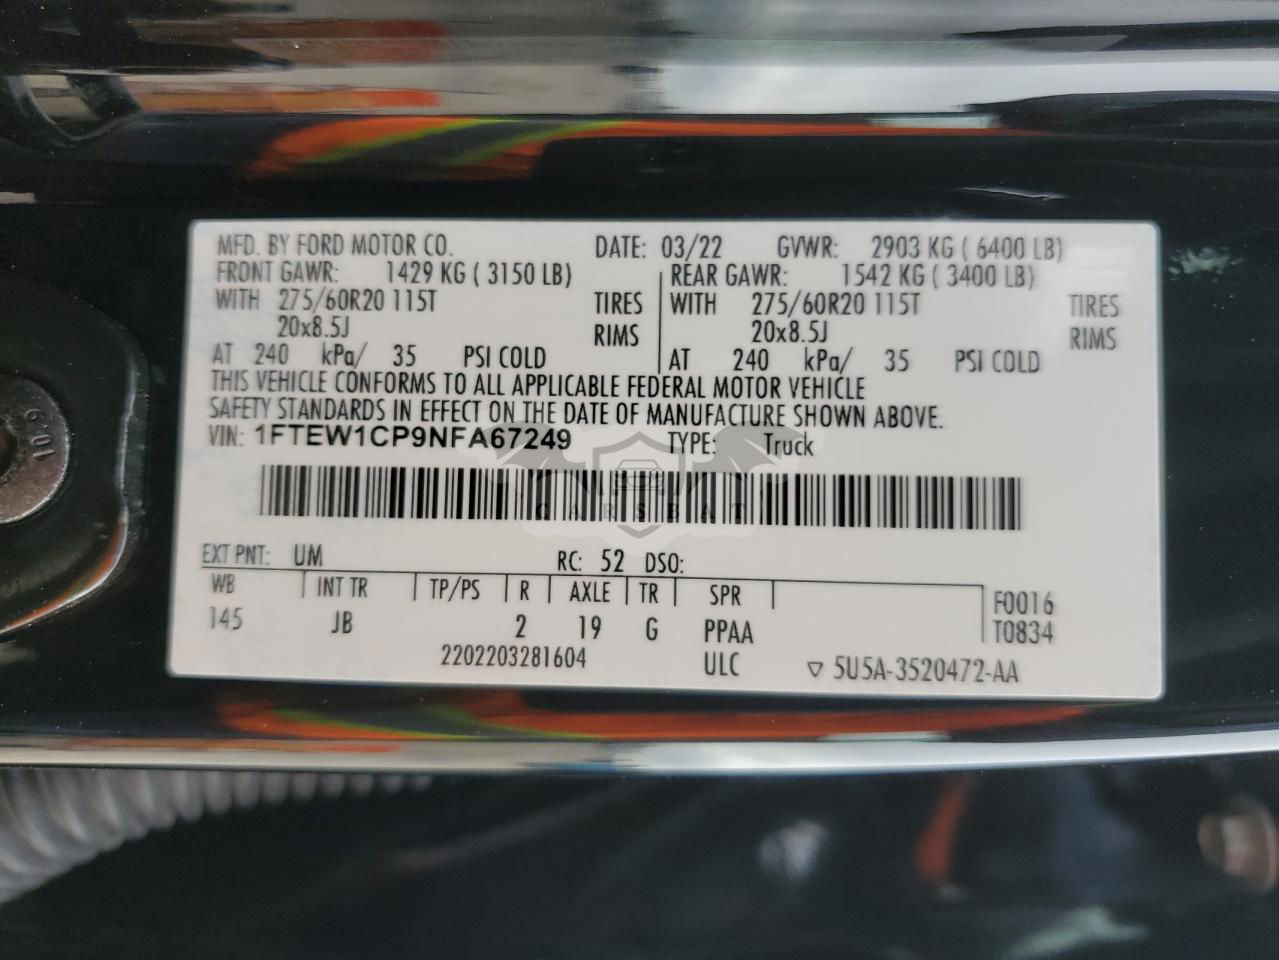 MFD. BY FORD MOTOR CO. DATE: 03/22 GVWR: 2903 KG ( 6400 LB)
FRONT GAWR: 1429 KG ( 3150 LB) REAR GAWR: 1542 KG ( 3400 LB)
WITH 275/60R20 115T TIRES WITH 275/60R20 115T TIRES
20x8.5J RIMS 20x8.5J RIMS
AT 240 kPa/ 35 PSI COLD AT 240 kPa/ 35 PSI COLD
THIS VEHICLE CONFORMS TO ALL APPLICABLE FEDERAL MOTOR VEHICLE
SAFETY STANDARDS IN EFFECT ON THE DATE OF MANUFACTURE SHOWN ABOVE.
VIN: 1FTEW1CP9NFA67249 TYPE: Truck
CARSBAT
EXT PNT: UM RC: 52 DSO:
WB INT TR TP/PS R AXLE TR SPR F0016
145 JB 2 19 G PPAA T0834
2202203281604 ULC ▽ 5U5A-3520472-AA
10.9